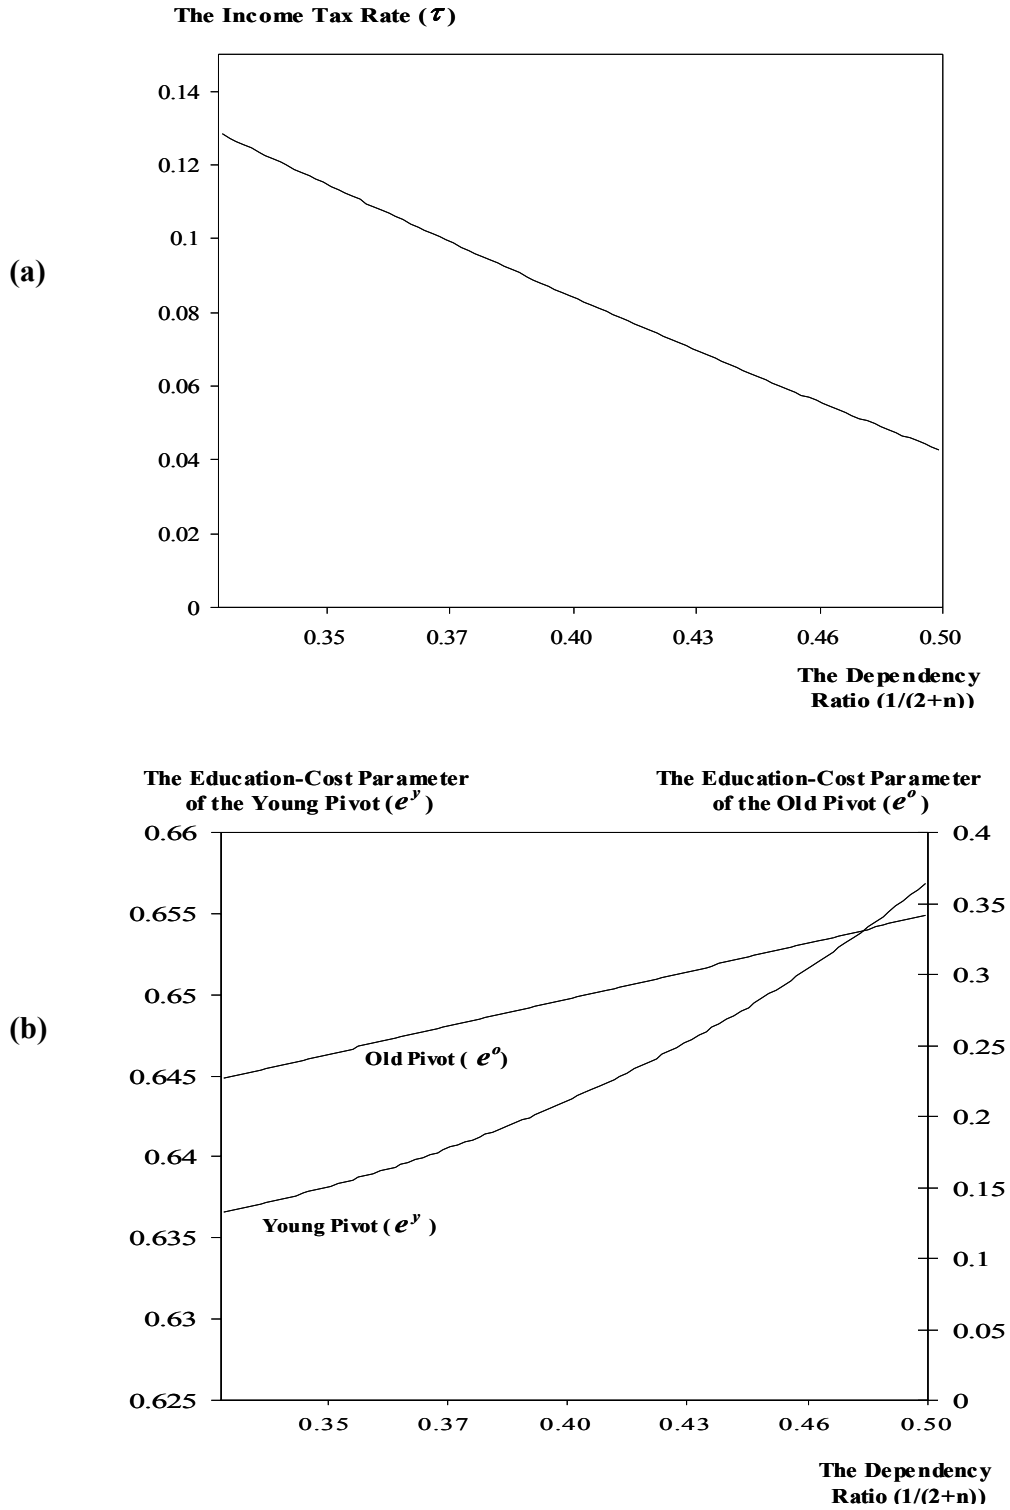 The Income Tax Rate (τ)
0.14
0.12
0.1
(a)
0.08
0.06
0.04
0.02
0
0.35 0.37 0.40 0.43 0.46 0.50
The Dependency
Ratio (1/(2+n))
The Education-Cost Parameter
of the Young Pivot (e^y)
The Education-Cost Parameter
of the Old Pivot (e^o)
0.66 0.4
0.655 0.35
0.65 0.3
(b)
Old Pivot ( e^o)
0.645 0.25
0.64 0.2
0.15
Young Pivot ( e^y )
0.635
0.1
0.63
0.05
0.625 0
0.35 0.37 0.40 0.43 0.46 0.50
The Dependency
Ratio (1/(2+n))